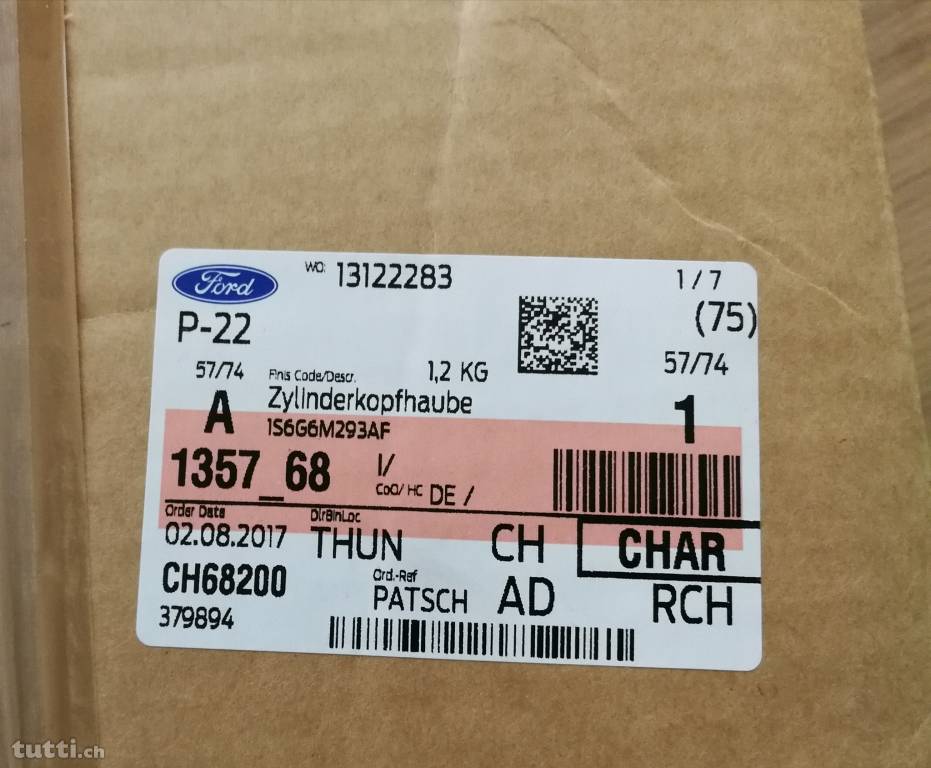 Ford
WO: 13122283
1 / 7
P-22
(75)
57/74
Finis Code/Descr.
1,2 KG
57/74
A
Zylinderkopfhaube
1
1S6G6M293AF
1357_68
I/
CoO/ HC DE /
Order Date
DlrBinLoc
02.08.2017
THUN
CH
CHAR
CH68200
Ord.-Ref
PATSCH
AD
RCH
379894
tutti.ch